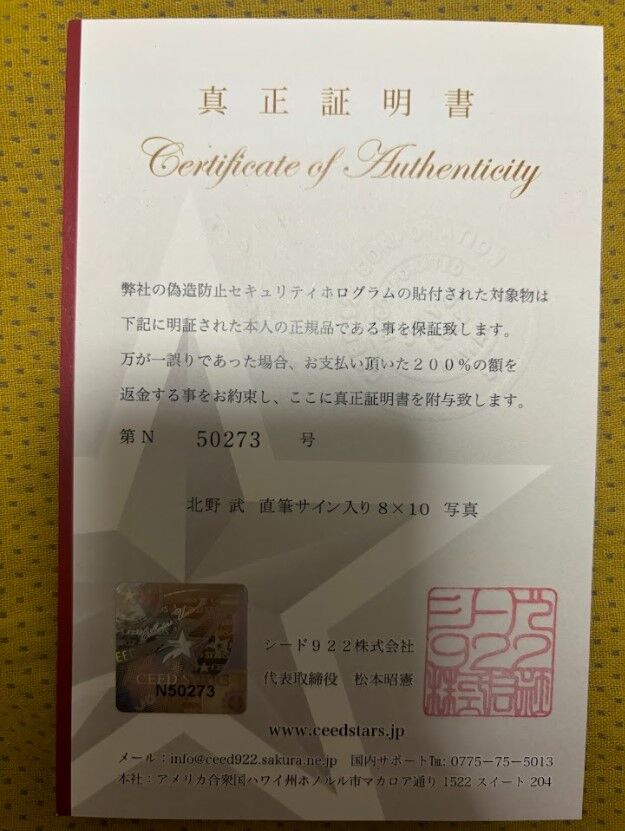 真正証明書
Certificate of Authenticity
CORPORATION
弊社の偽造防止セキュリティホログラムの貼付された対象物は
下記に明証された本人の正規品である事を保証致します。
万が一誤りであった場合、お支払い頂いた２００％の額を
返金する事をお約束し、ここに真正証明書を附与致します。
第Ｎ 50273 号
北野 武 直筆サイン入り８×１０ 写真
CEED STARS
N50273
シード９２２株式会社
代表取締役 松本昭憲
シード
922
株式会社
www.ceedstars.jp
メール：info@ceed922.sakura.ne.jp 国内サポート℡: 0775-75-5013
本社：アメリカ合衆国ハワイ州ホノルル市マカロア通り 1522 スイート 204